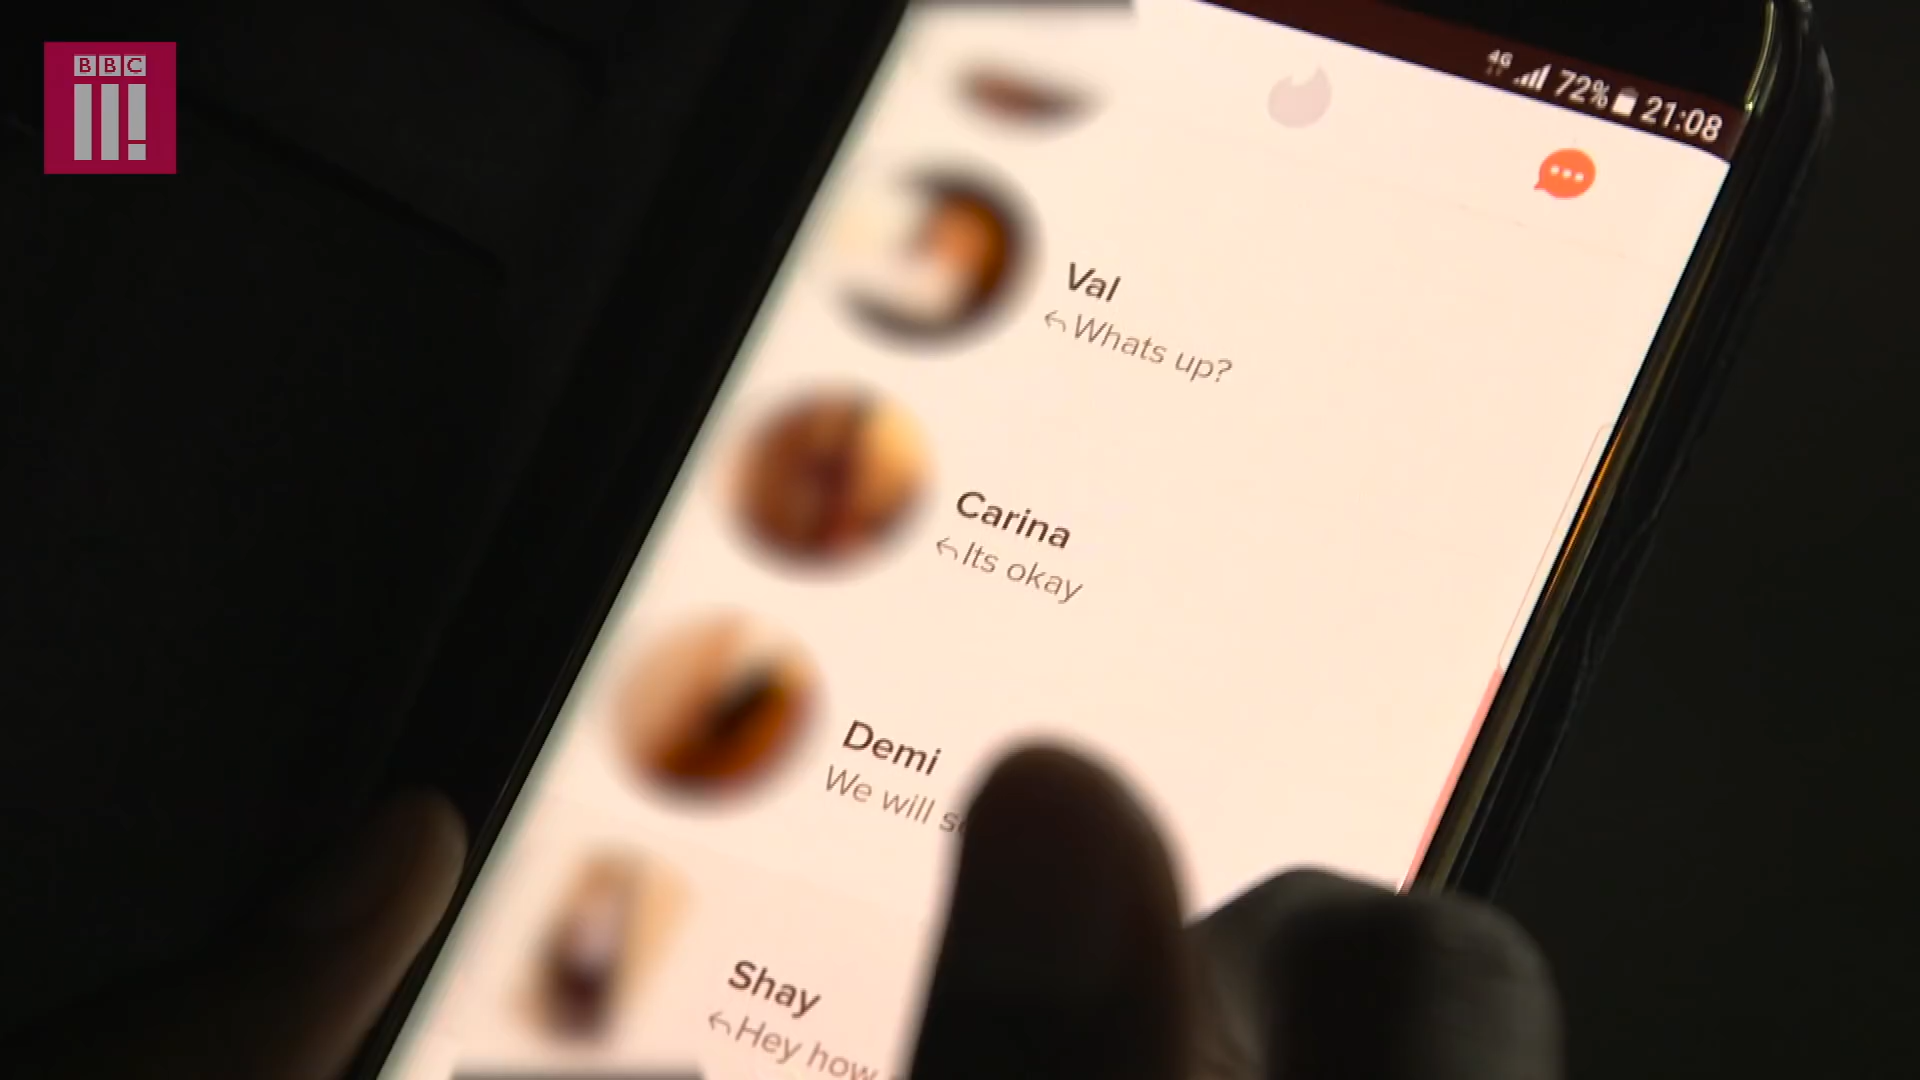 BBC
4G 72% 21:08
Val
Whats up?
Carina
Its okay
Demi
We will
Shay
Hey how